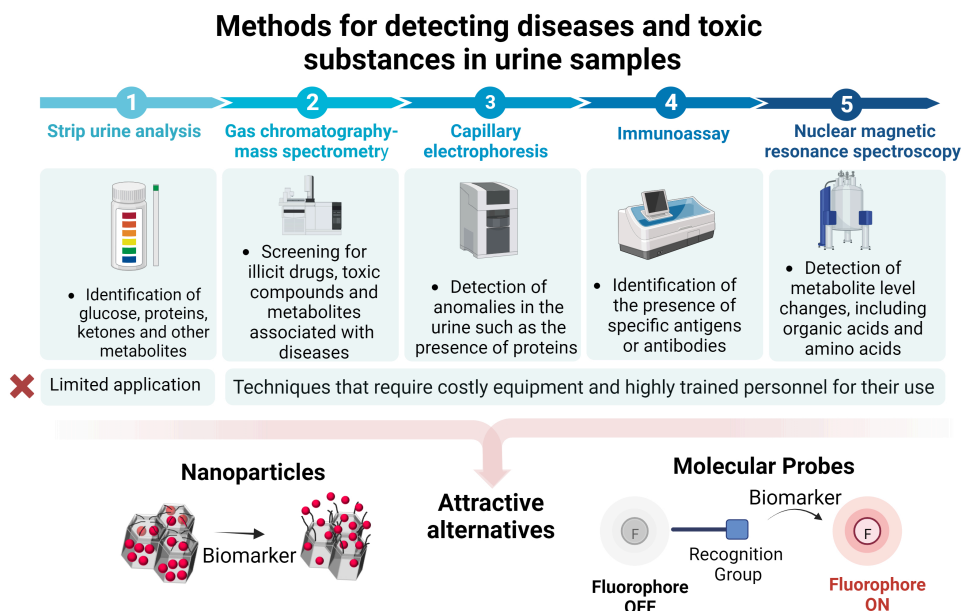 Methods for detecting diseases and toxic
substances in urine samples
1
2
3
4
5
Strip urine analysis
Gas chromatography-
mass spectrometry
Capillary
electrophoresis
Immunoassay
Nuclear magnetic
resonance spectroscopy
• Identification of
glucose, proteins,
ketones and other
metabolites
• Screening for
illicit drugs, toxic
compounds and
metabolites
associated with
diseases
• Detection of
anomalies in the
urine such as the
presence of proteins
• Identification of
the presence of
specific antigens
or antibodies
• Detection of
metabolite level
changes, including
organic acids and
amino acids
Limited application
Techniques that require costly equipment and highly trained personnel for their use
Nanoparticles
Biomarker
Attractive
alternatives
Molecular Probes
Biomarker
F
F
Recognition
Group
Fluorophore
OFF
Fluorophore
ON